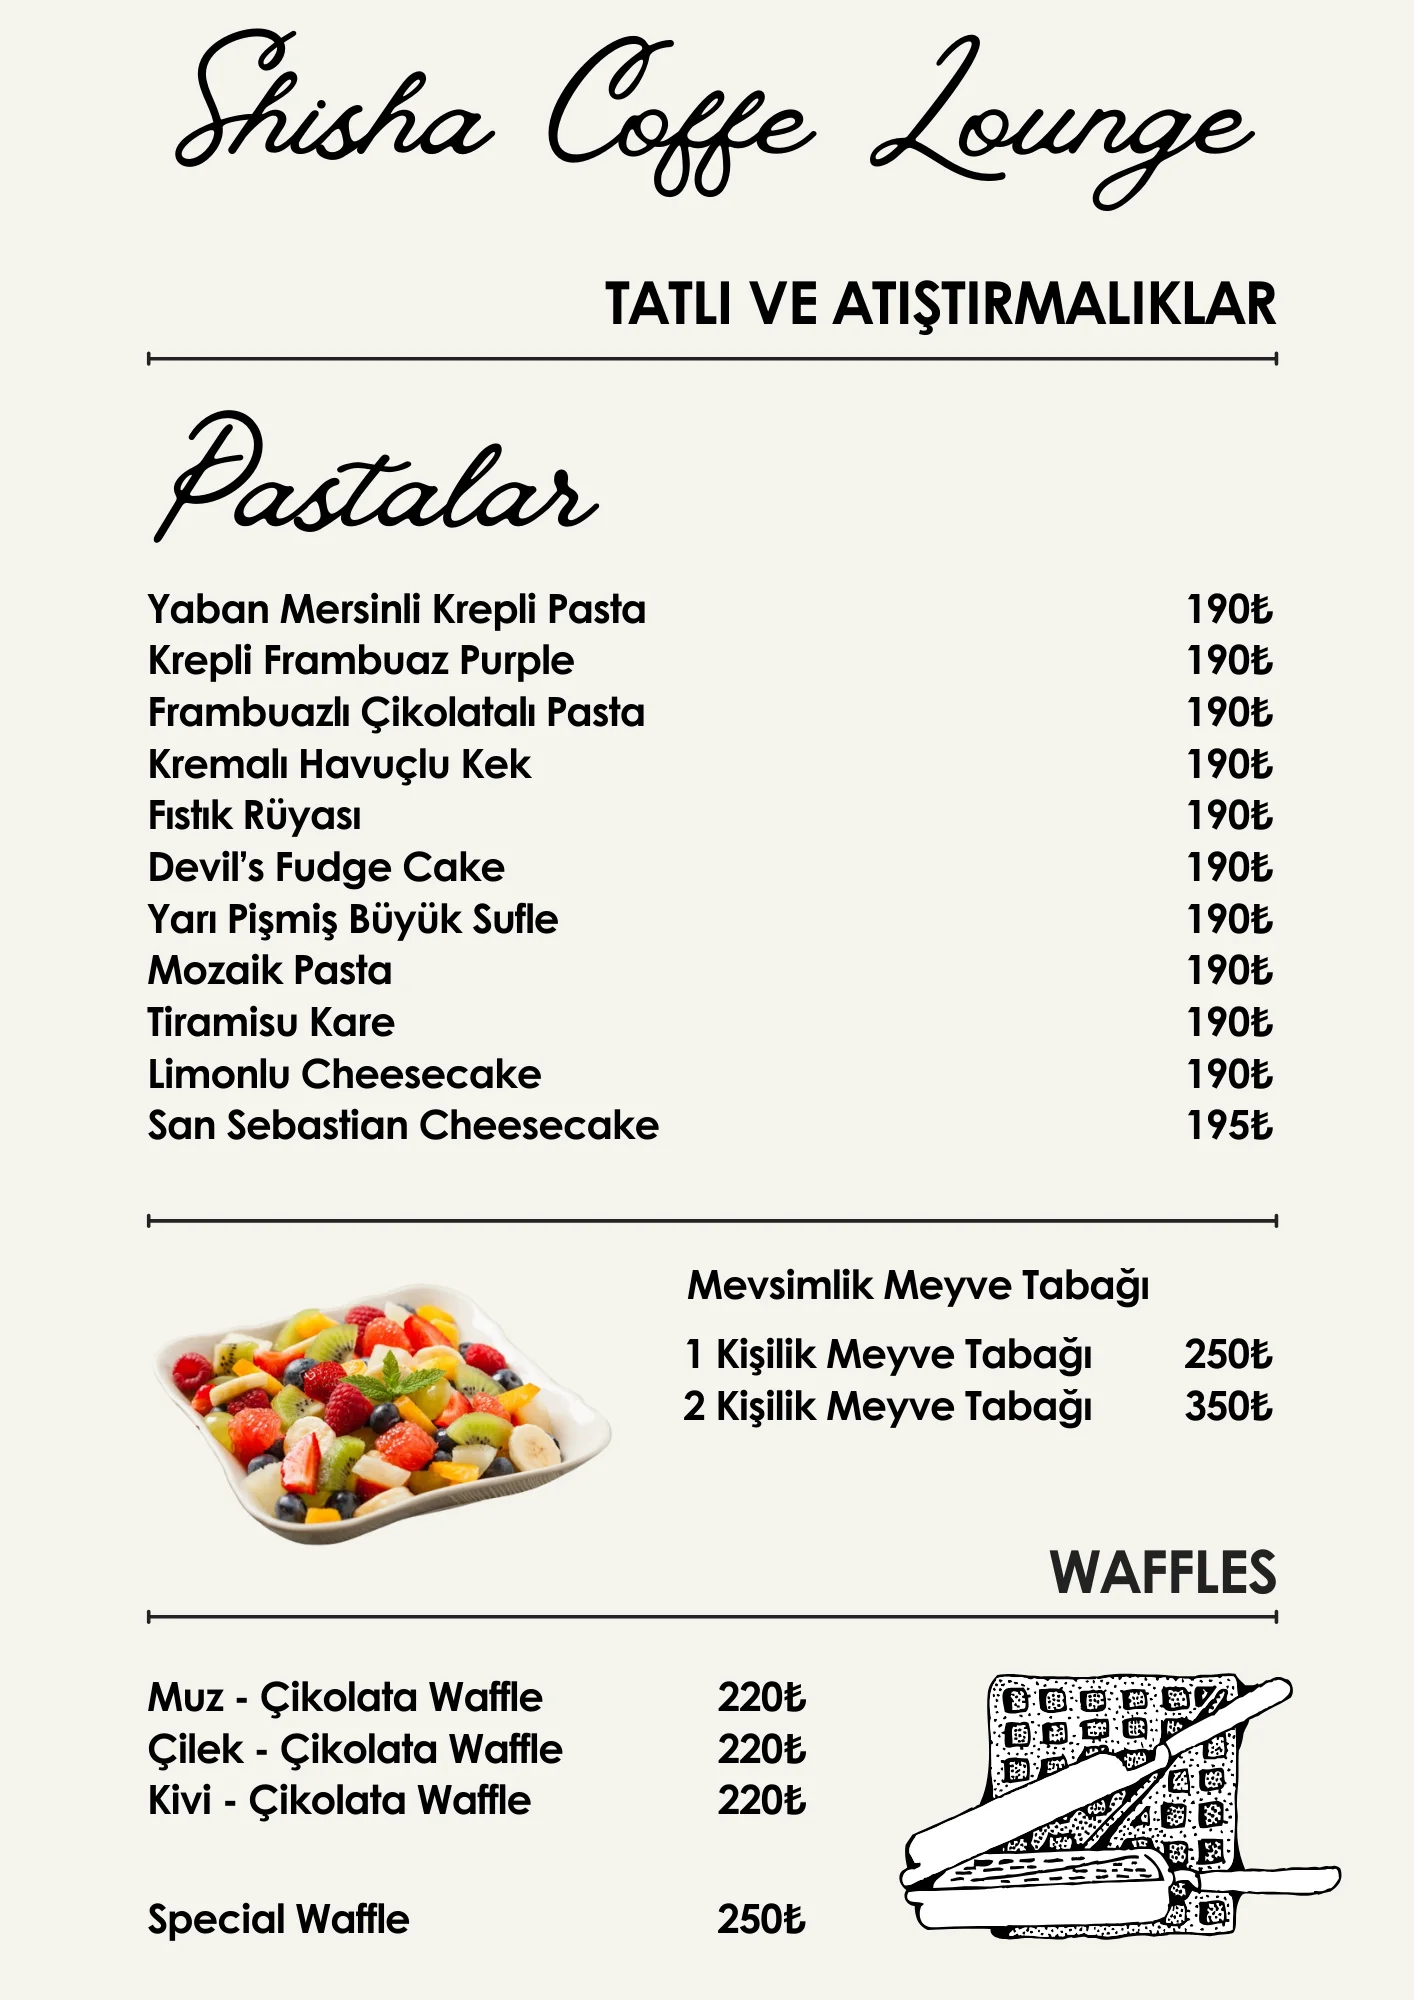 Shisha Coffe Lounge
TATLI VE ATIŞTIRMALIKLAR
Pastalar
Yaban Mersinli Krepli Pasta 190₺
Krepli Frambuaz Purple 190₺
Frambuazlı Çikolatalı Pasta 190₺
Kremalı Havuçlu Kek 190₺
Fıstık Rüyası 190₺
Devil’s Fudge Cake 190₺
Yarı Pişmiş Büyük Sufle 190₺
Mozaik Pasta 190₺
Tiramisu Kare 190₺
Limonlu Cheesecake 190₺
San Sebastian Cheesecake 195₺
Mevsimlik Meyve Tabağı
1 Kişilik Meyve Tabağı 250₺
2 Kişilik Meyve Tabağı 350₺
WAFFLES
Muz - Çikolata Waffle 220₺
Çilek - Çikolata Waffle 220₺
Kivi - Çikolata Waffle 220₺
Special Waffle 250₺